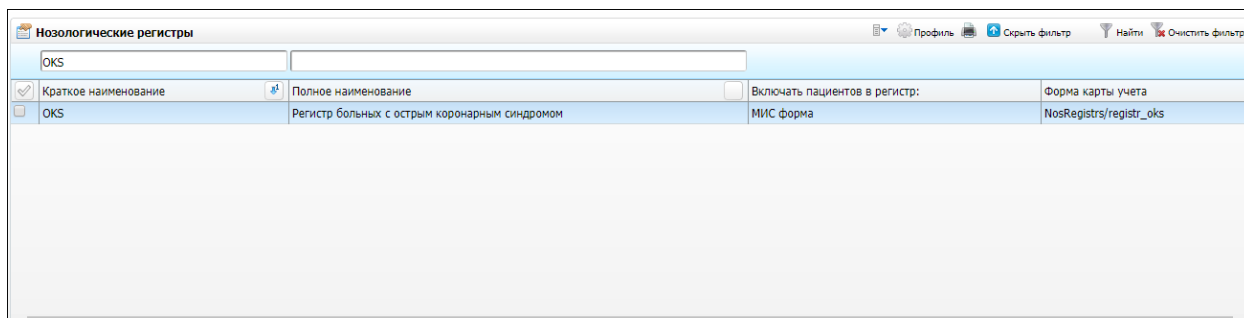 Нозологические регистры Профиль Скрыть фильтр Найти Очистить фильтр
OKS
Краткое наименование 1 Полное наименование Включать пациентов в регистр: Форма карты учета
OKS Регистр больных с острым коронарным синдромом МИС форма NosRegistrs/registr_oks